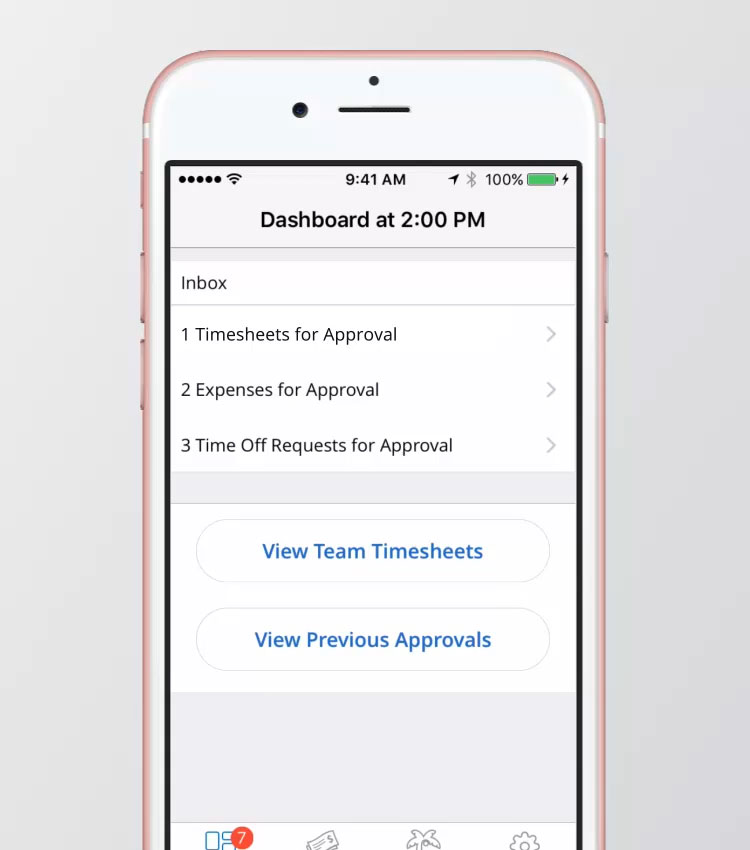 9:41 AM 100%
Dashboard at 2:00 PM
Inbox
1 Timesheets for Approval
2 Expenses for Approval
3 Time Off Requests for Approval
View Team Timesheets
View Previous Approvals
7